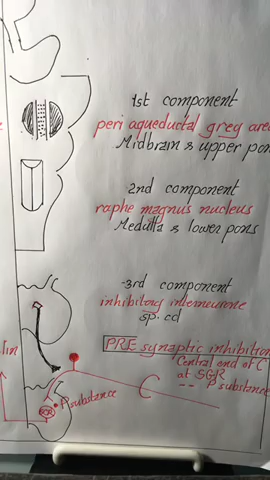 1st component
peri aqueductal grey area
Midbrain & upper pons
2nd component
raphe magnus nucleus
Medulla & lower pons
3rd component
inhibitory interneurone
sp. cd
PRE synaptic inhibition
Central end of C
at SGR
-- P substance
C
P substance
SGR